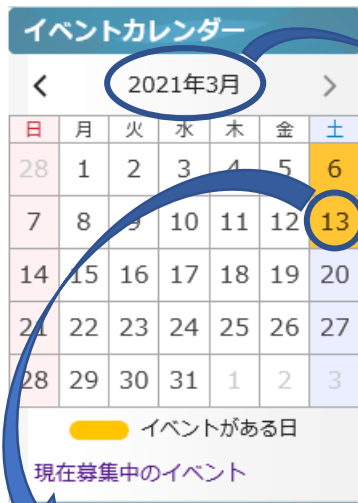 イベントカレンダー
< 2021年3月 >
日 月 火 水 木 金 土
28 1 2 3 4 5 6
7 8 9 10 11 12 13
14 15 16 17 18 19 20
21 22 23 24 25 26 27
28 29 30 31 1 2 3
イベントがある日
現在募集中のイベント